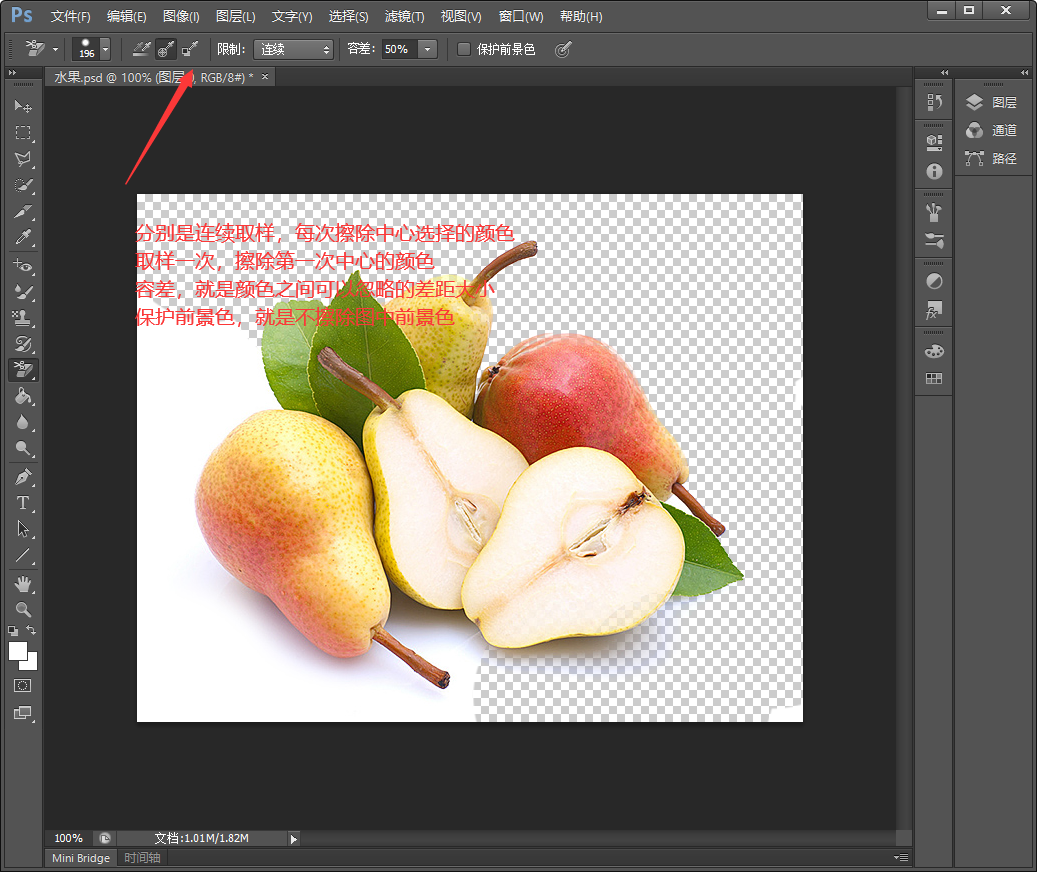 Ps 文件(F) 编辑(E) 图像(I) 图层(L) 文字(Y) 选择(S) 滤镜(T) 视图(V) 窗口(W) 帮助(H)
196 限制: 连续 容差: 50% 保护前景色
水果.psd @ 100% (图层 RGB/8#) * ×
图层
通道
路径
分别是连续取样，每次擦除中心选择的颜色
取样一次，擦除第一次中心的颜色
容差，就是颜色之间可以忽略的差距大小
保护前景色，就是不擦除图中前景色
100% 文档:1.01M/1.82M
Mini Bridge 时间轴